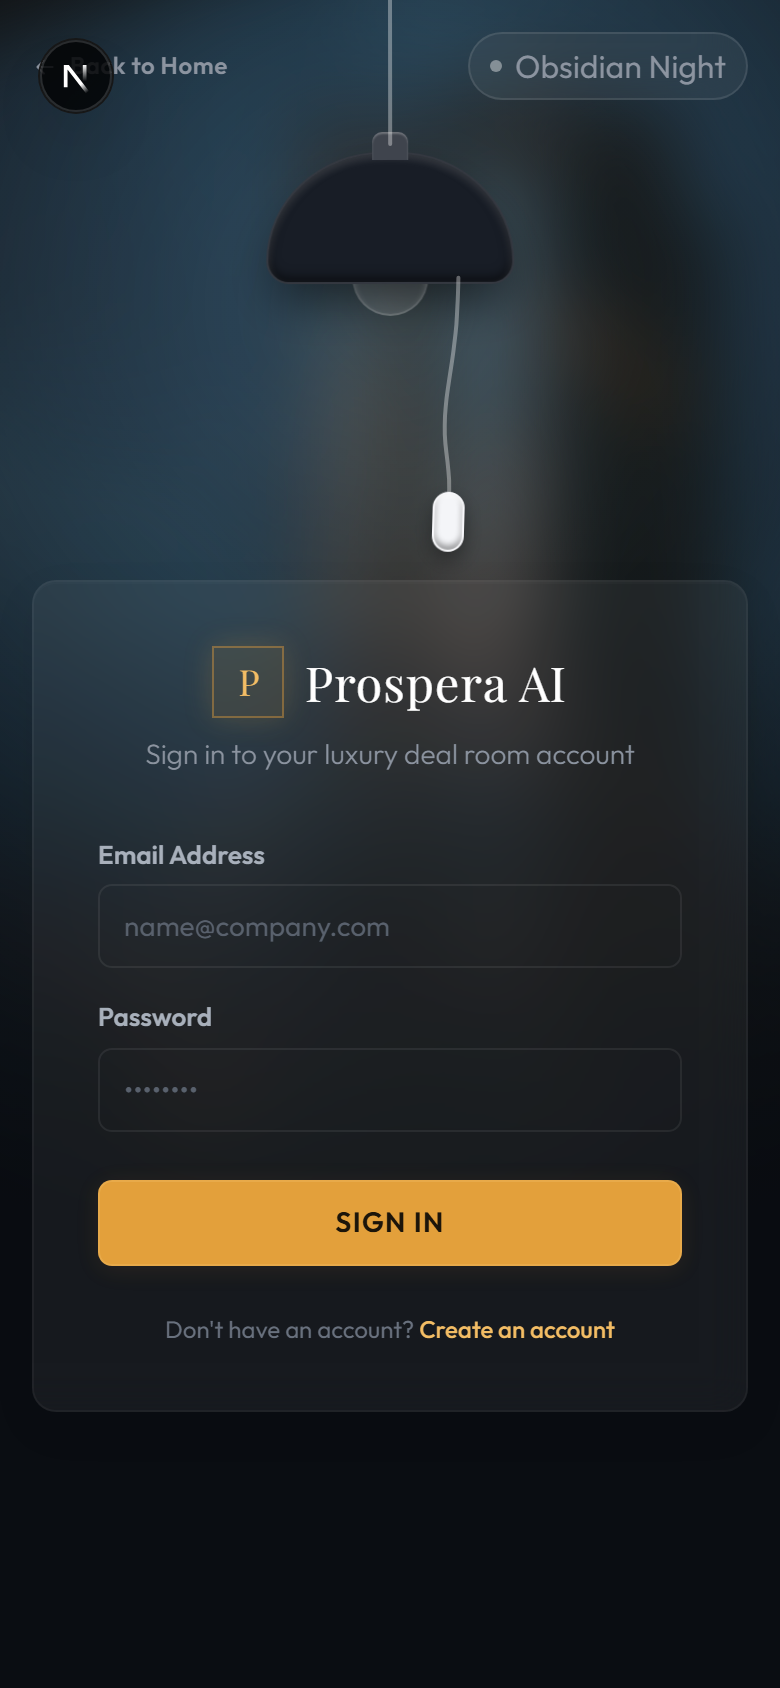 ← Back to Home
N
Obsidian Night
P
Prospera AI
Sign in to your luxury deal room account
Email Address
name@company.com
Password
••••••••
SIGN IN
Don't have an account? Create an account